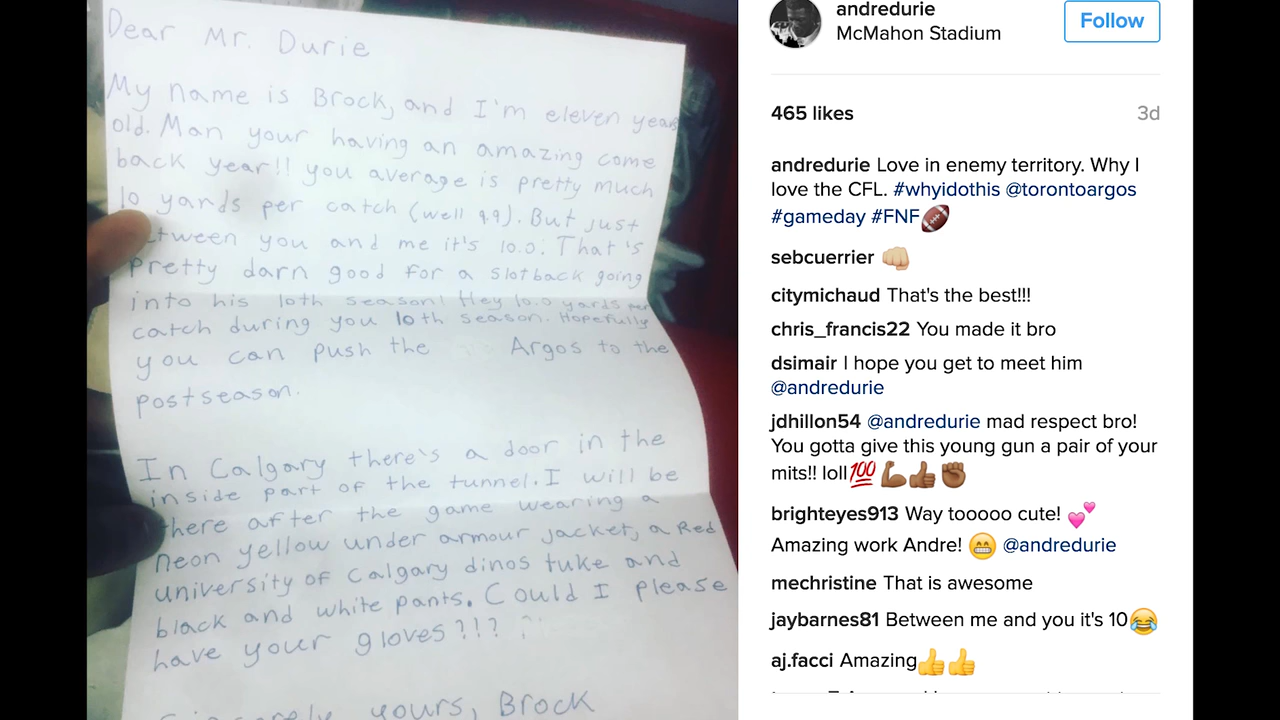 Dear Mr. Durie
My name is Brock, and I'm eleven years
old. Man your having an amazing come
back year!! you average is pretty much
10 yards per catch (well 9.9). But just
between you and me it's 10.0. That's
pretty darn good for a slotback going
into his 10th season! Hey 10.0 yards per
catch during you 10th season. Hopefully
you can push the Argos to the
postseason.
In Calgary there's a door in the
inside part of the tunnel. I will be
there after the game wearing a
neon yellow under armour jacket, a Red
university of Calgary dinos tuke and
black and white pants. Could I please
have your gloves?!?
Sincerely yours, Brock
andredurie
McMahon Stadium
Follow
465 likes
3d
andredurie Love in enemy territory. Why I
love the CFL. #whyidothis @torontoargos
#gameday #FNF🏈
sebcuerrier 👊🏼
citymichaud That's the best!!!
chris_francis22 You made it bro
dsimair I hope you get to meet him
@andredurie
jdhillon54 @andredurie mad respect bro!
You gotta give this young gun a pair of your
mits!! loll💯💪🏾👍🏾✊🏾
brighteyes913 Way tooooo cute! 💕
Amazing work Andre! 😁 @andredurie
mechristine That is awesome
jaybarnes81 Between me and you it's 10😂
aj.facci Amazing👍👍